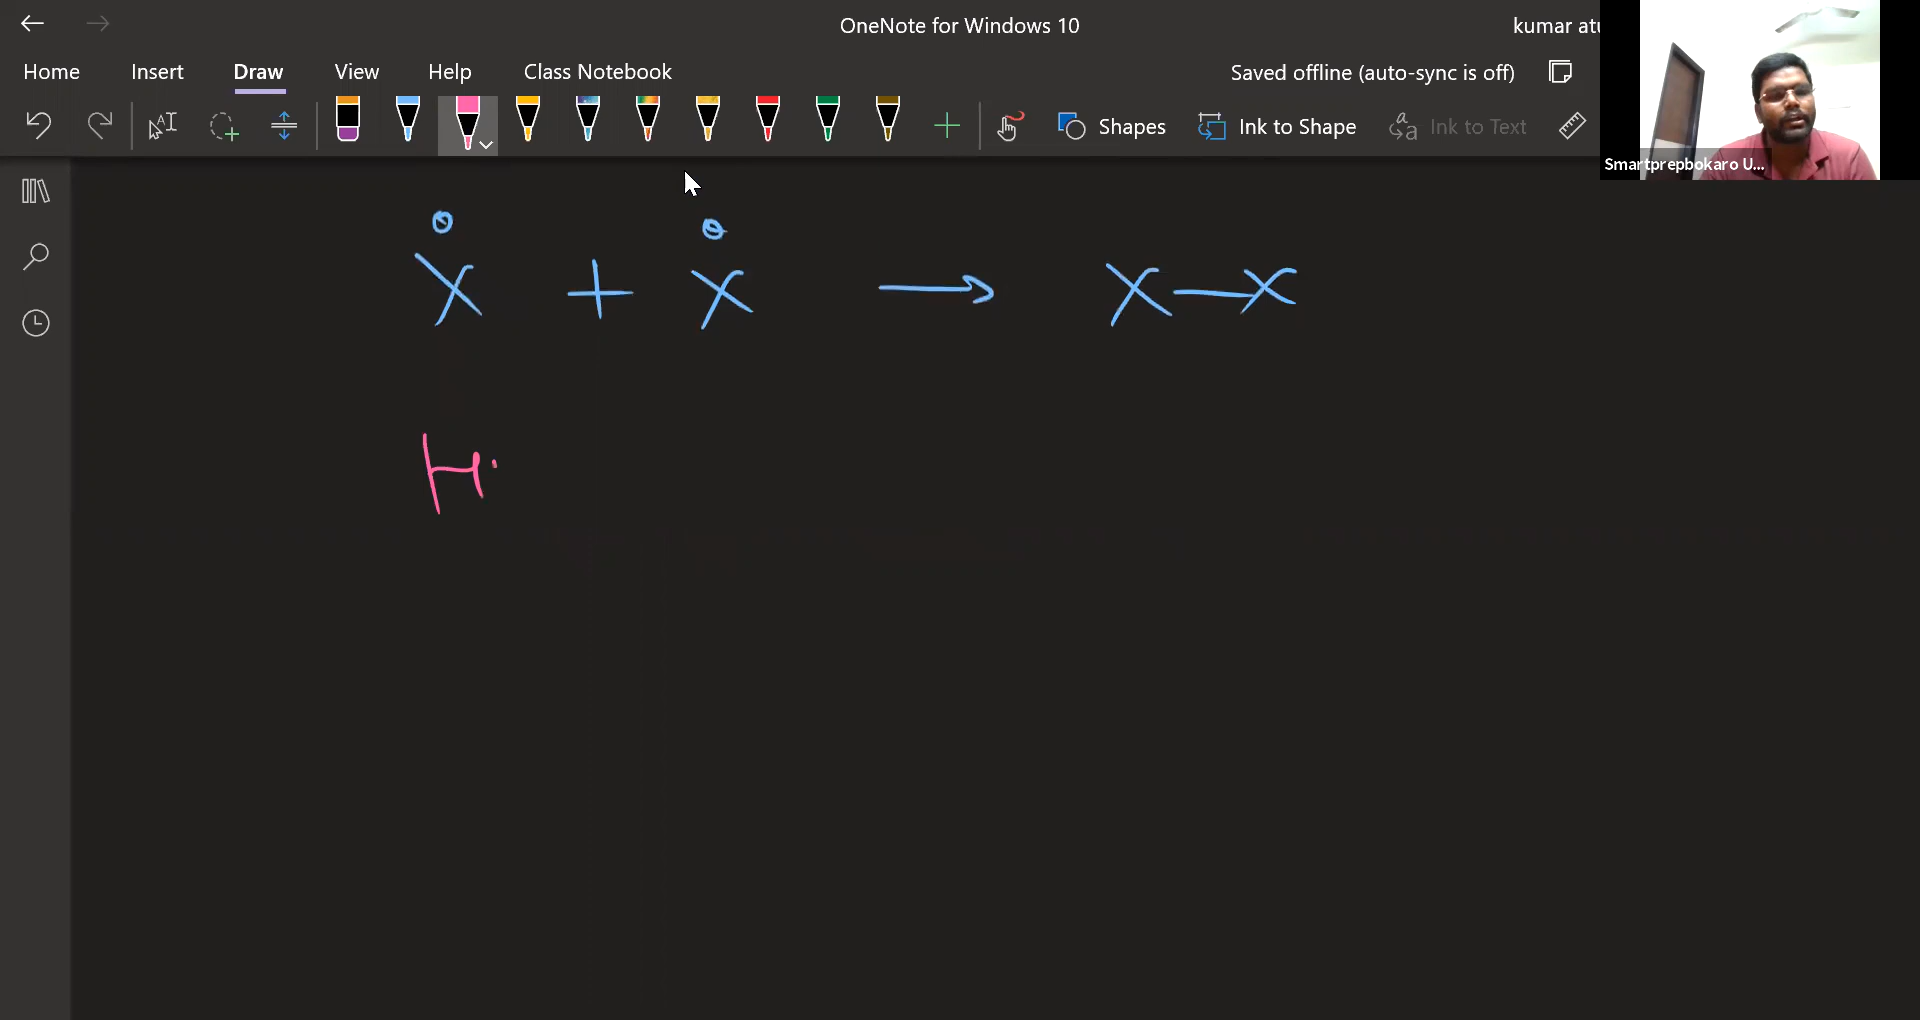 OneNote for Windows 10
kumar atu
Home Insert Draw View Help Class Notebook
Saved offline (auto-sync is off)
Shapes Ink to Shape Ink to Text
Smartprepbokaro U...
X + X → X—X
H·